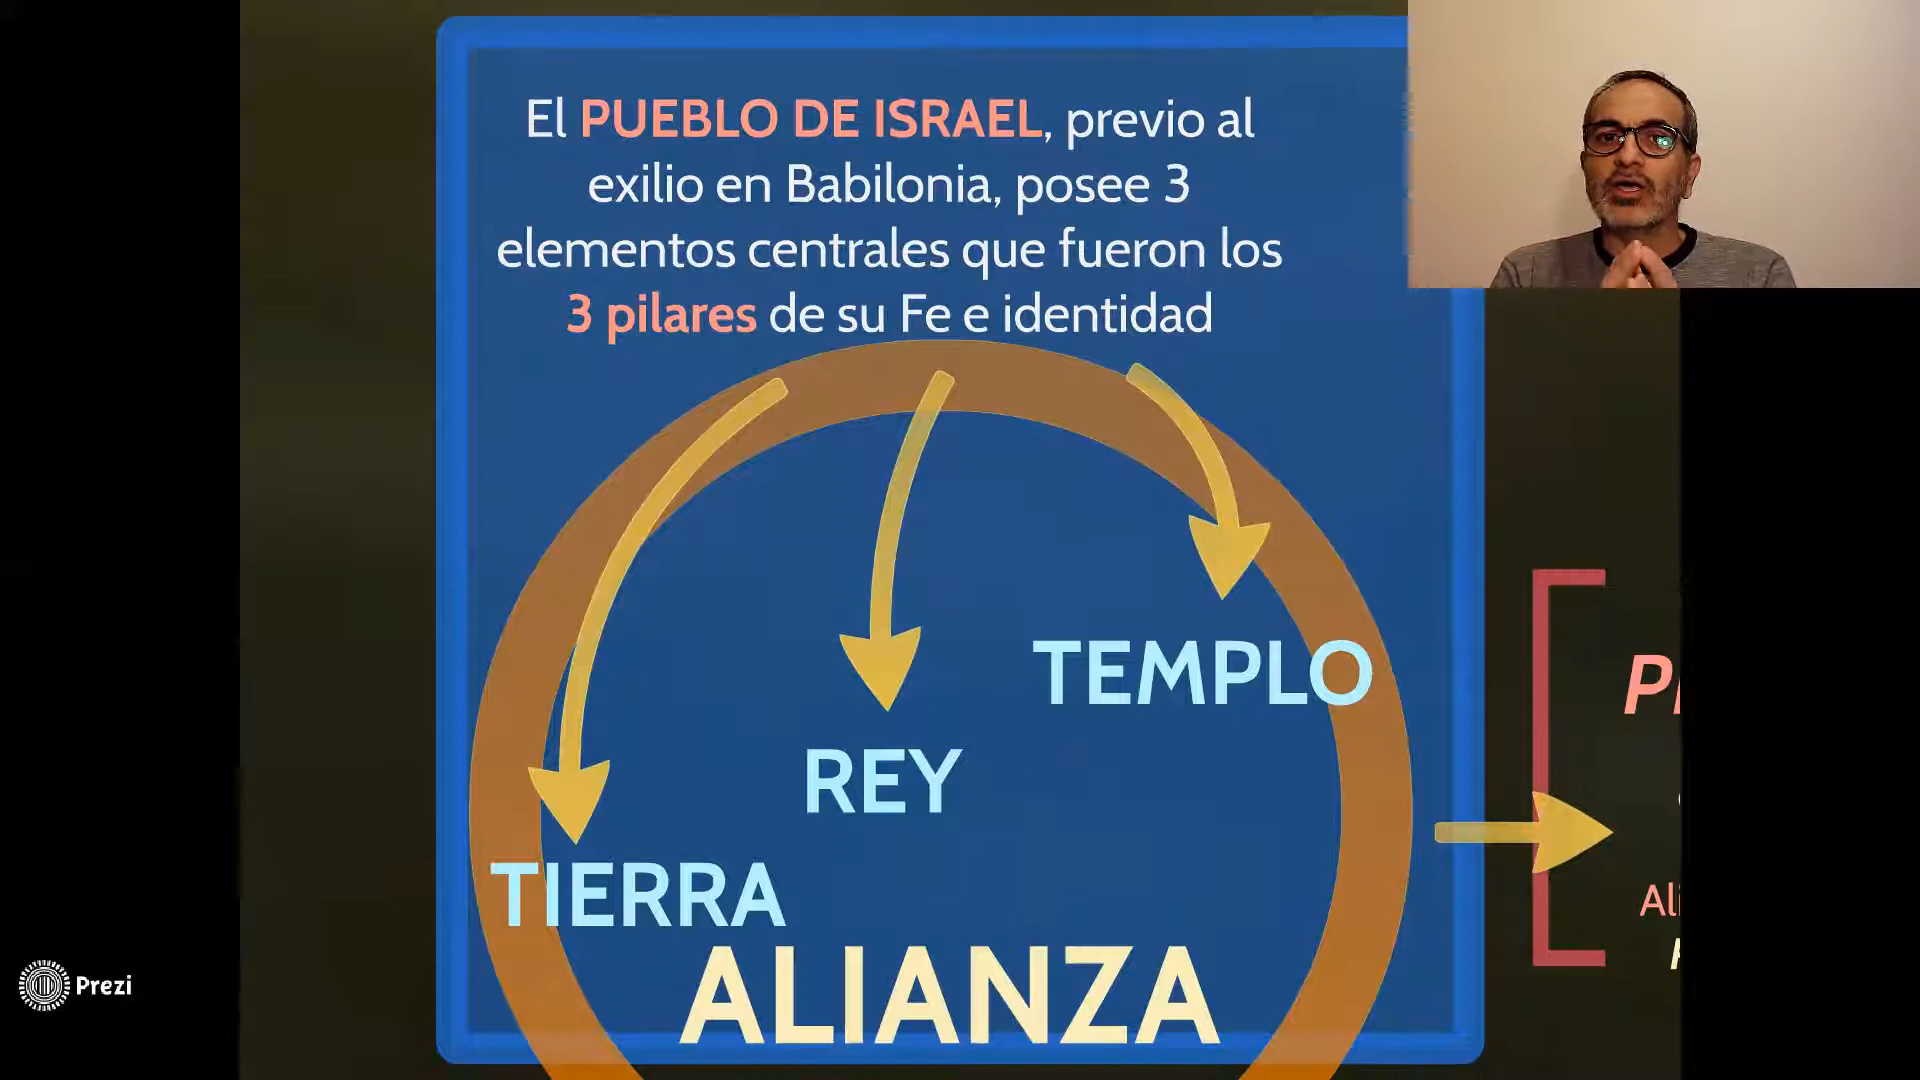 El PUEBLO DE ISRAEL, previo al
exilio en Babilonia, posee 3
elementos centrales que fueron los
3 pilares de su Fe e identidad
TEMPLO
REY
TIERRA
ALIANZA
Prezi